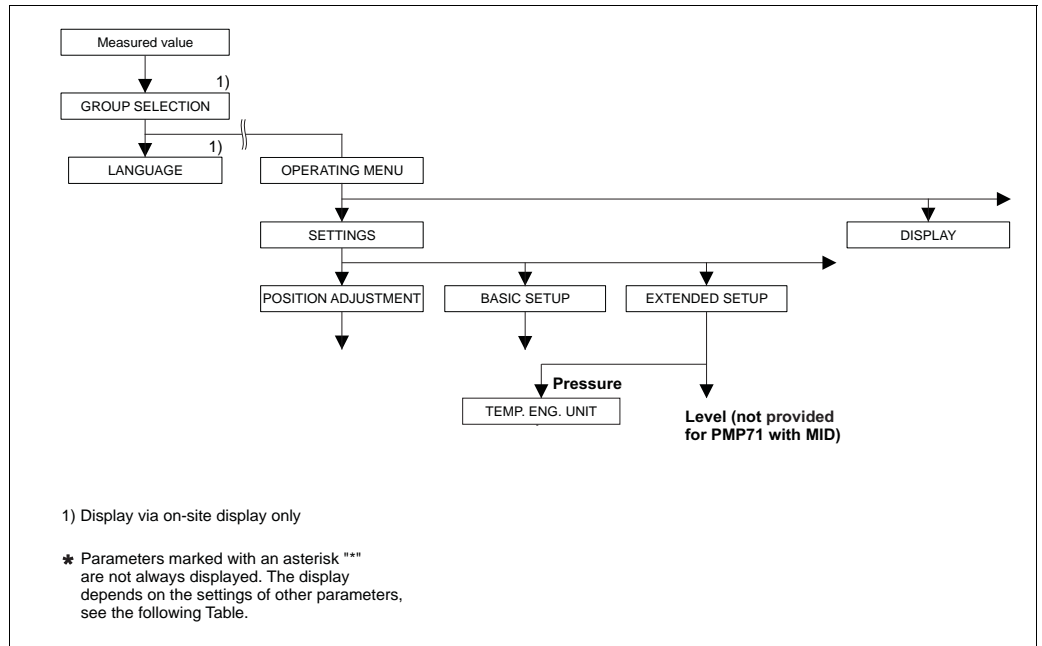 Measured value
1)
GROUP SELECTION
1)
LANGUAGE
OPERATING MENU
SETTINGS
DISPLAY
POSITION ADJUSTMENT
BASIC SETUP
EXTENDED SETUP
Pressure
TEMP. ENG. UNIT
Level (not provided
for PMP71 with MID)
1) Display via on-site display only
* Parameters marked with an asterisk "*"
are not always displayed. The display
depends on the settings of other parameters,
see the following Table.